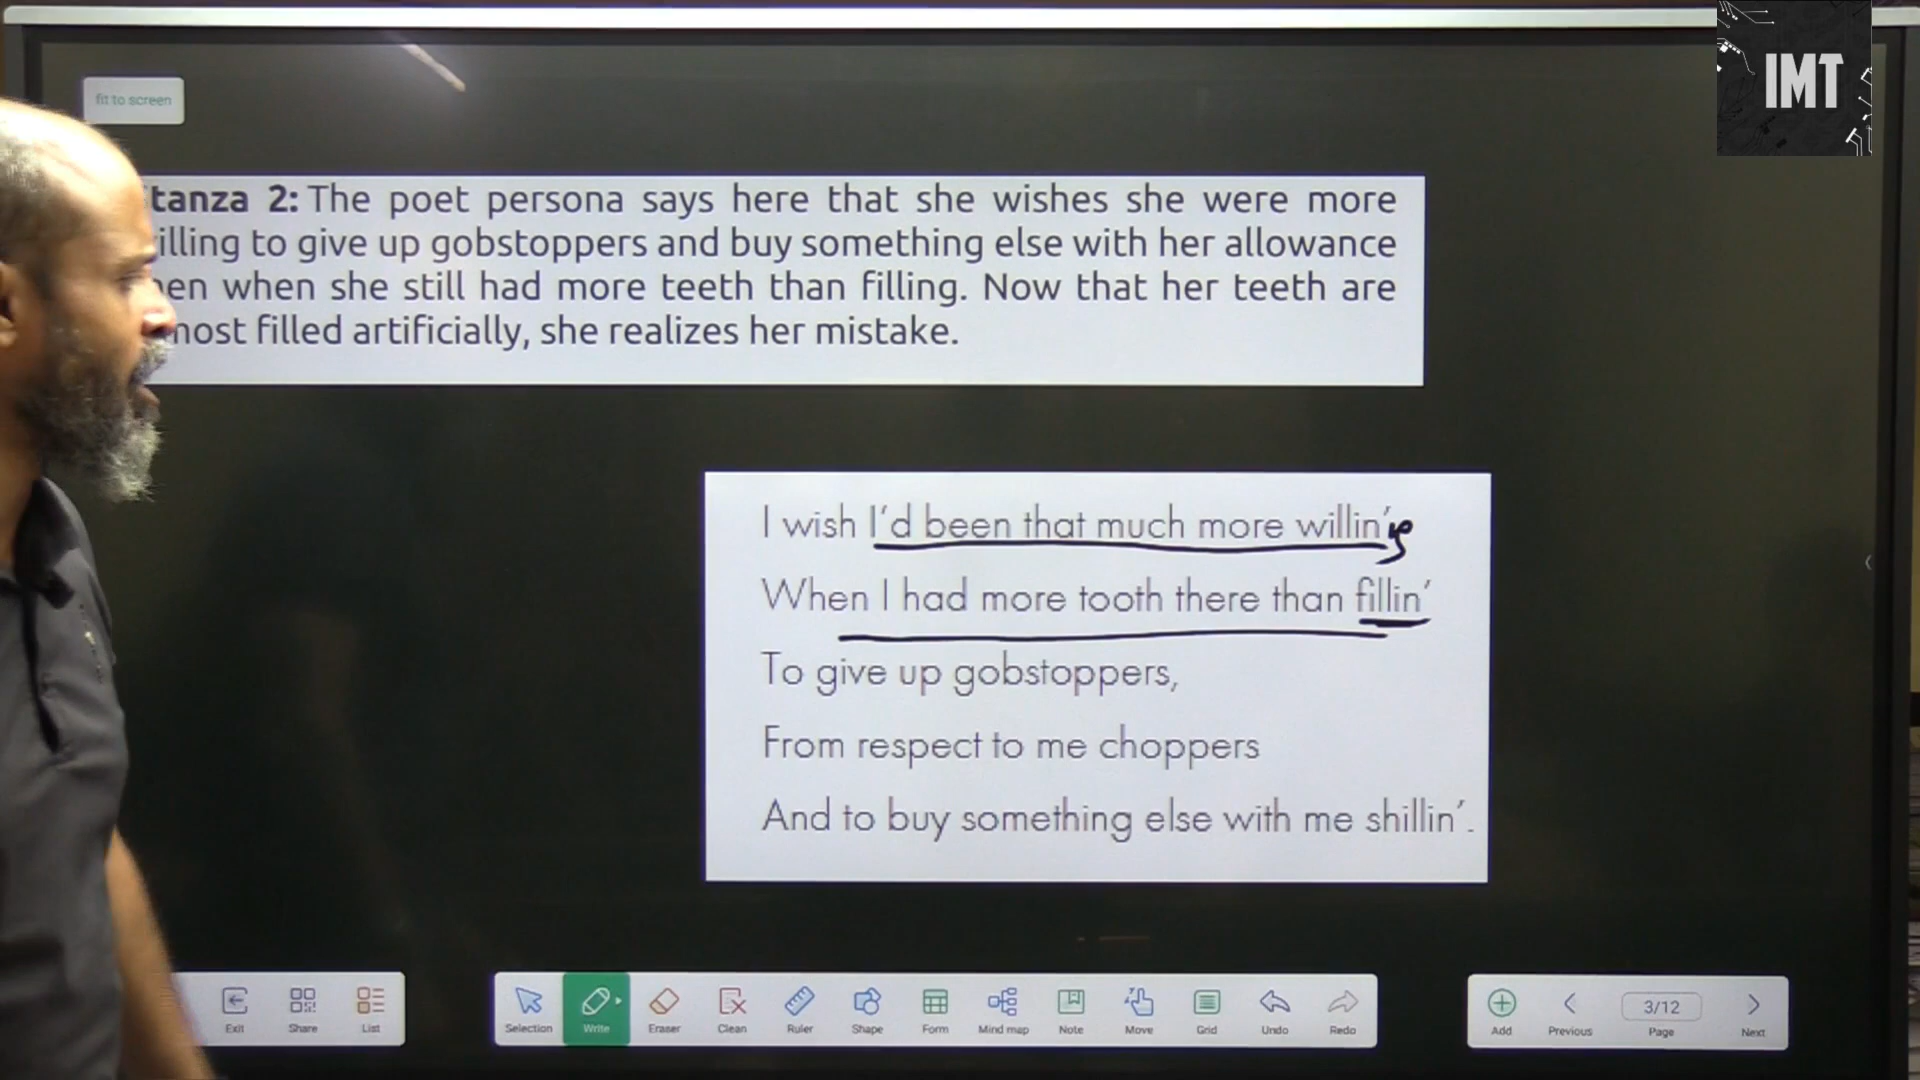 IMT
fit to screen
tanza 2: The poet persona says here that she wishes she were more
illing to give up gobstoppers and buy something else with her allowance
en when she still had more teeth than filling. Now that her teeth are
most filled artificially, she realizes her mistake.
I wish I'd been that much more willin' g
When I had more tooth there than fillin'
To give up gobstoppers,
From respect to me choppers
And to buy something else with me shillin'.
Exit Share List Selection Write Eraser Clean Ruler Shape Form Mind map Note Move Grid Undo Redo Add Previous 3/12 Page Next